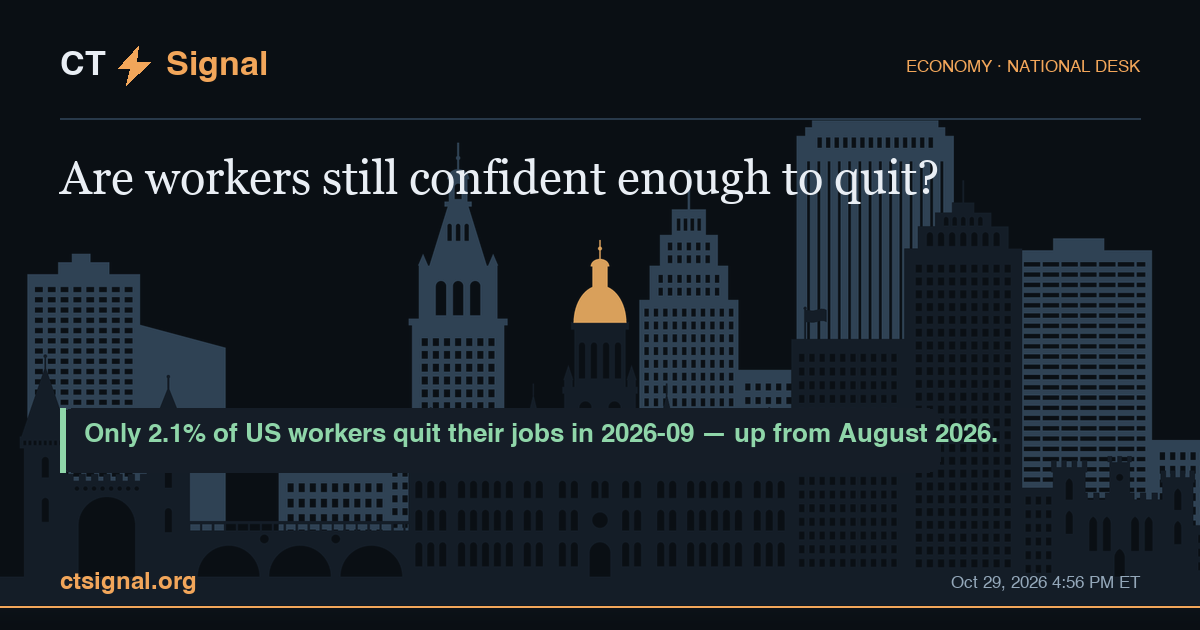 CT Signal
ECONOMY · NATIONAL DESK
Are workers still confident enough to quit?
Only 2.1% of US workers quit their jobs in 2026-09 — up from August 2026.
ctsignal.org
Oct 29, 2026 4:56 PM ET